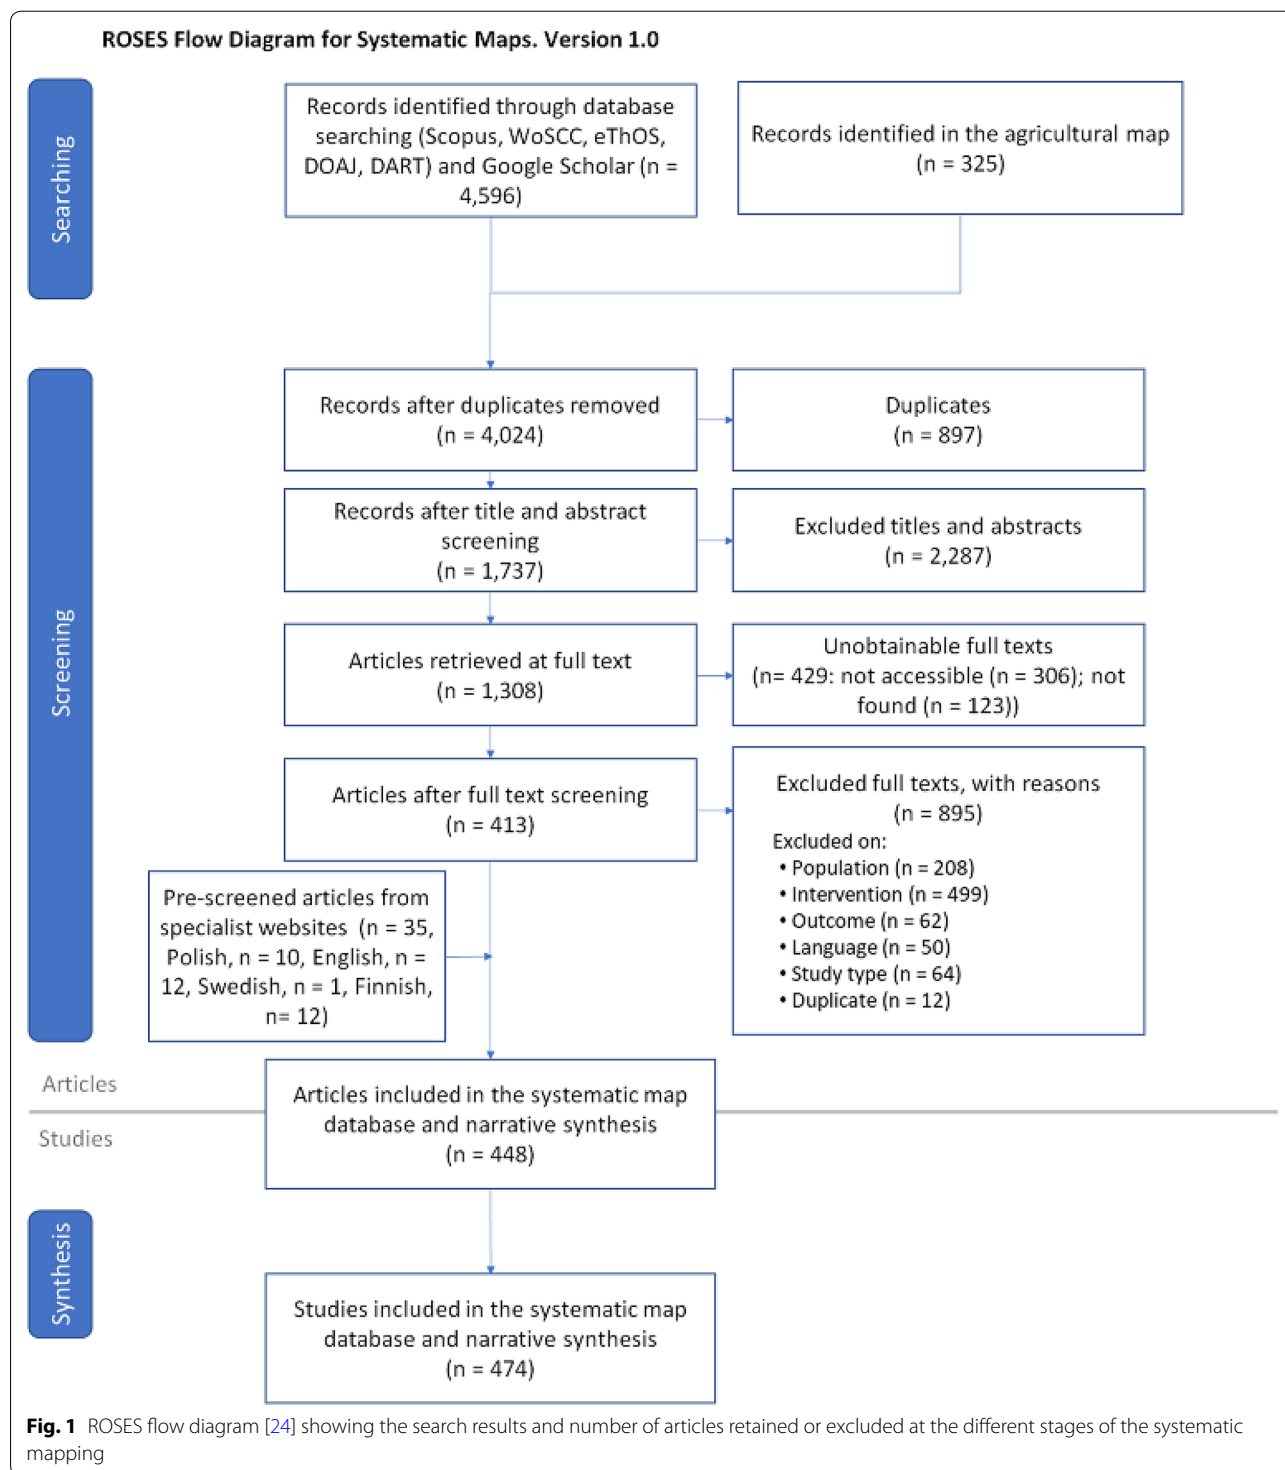 ROSES Flow Diagram for Systematic Maps. Version 1.0
Searching
Records identified through database
searching (Scopus, WoSCC, eThOS,
DOAJ, DART) and Google Scholar (n =
4,596)
Records identified in the agricultural map
(n = 325)
Screening
Records after duplicates removed
(n = 4,024)
Duplicates
(n = 897)
Records after title and abstract
screening
(n = 1,737)
Excluded titles and abstracts
(n = 2,287)
Articles retrieved at full text
(n = 1,308)
Unobtainable full texts
(n= 429: not accessible (n = 306); not
found (n = 123))
Articles after full text screening
(n = 413)
Excluded full texts, with reasons
(n = 895)
Excluded on:
• Population (n = 208)
• Intervention (n = 499)
• Outcome (n = 62)
• Language (n = 50)
• Study type (n = 64)
• Duplicate (n = 12)
Pre-screened articles from
specialist websites (n = 35,
Polish, n = 10, English, n =
12, Swedish, n = 1, Finnish,
n= 12)
Articles
Studies
Articles included in the systematic map
database and narrative synthesis
(n = 448)
Synthesis
Studies included in the systematic map
database and narrative synthesis
(n = 474)
Fig. 1 ROSES flow diagram [24] showing the search results and number of articles retained or excluded at the different stages of the systematic
mapping